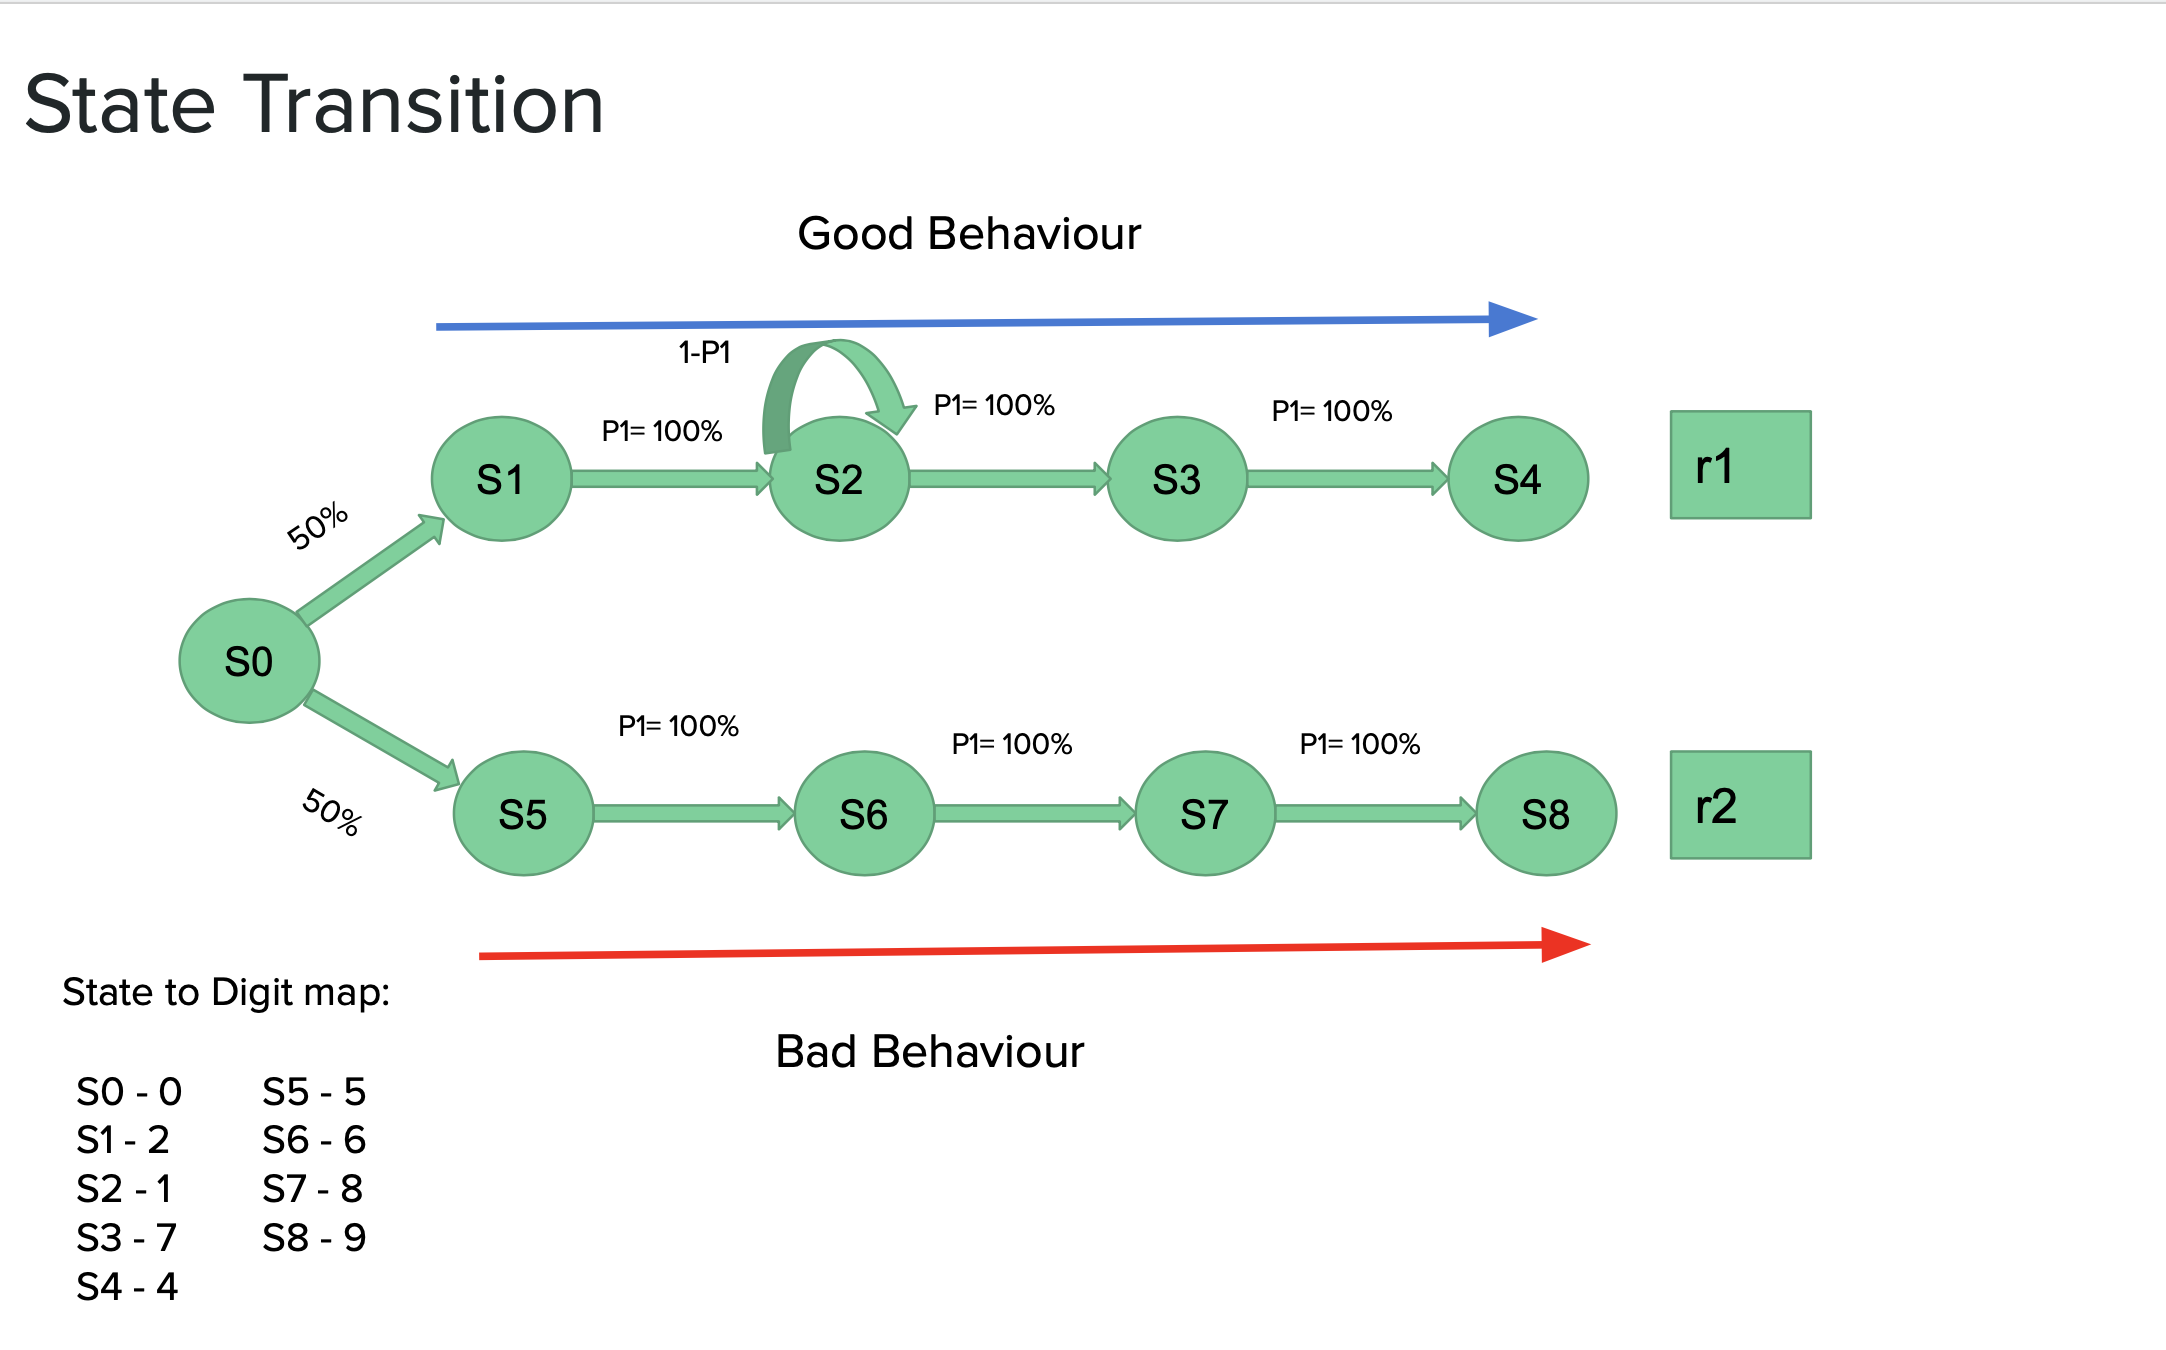 State Transition
Good Behaviour
1-P1
P1= 100%
P1= 100%
P1= 100%
S1
S2
S3
S4
r1
50%
S0
50%
P1= 100%
P1= 100%
P1= 100%
S5
S6
S7
S8
r2
Bad Behaviour
State to Digit map:
S0 - 0
S1 - 2
S2 - 1
S3 - 7
S4 - 4
S5 - 5
S6 - 6
S7 - 8
S8 - 9